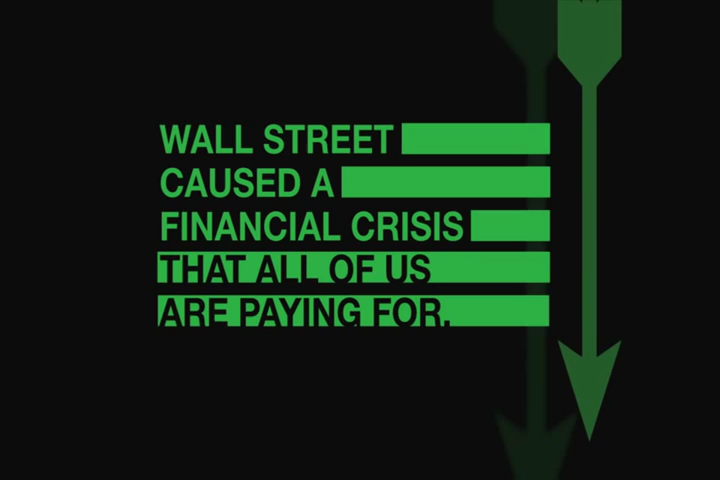 WALL STREET
CAUSED A
FINANCIAL CRISIS
THAT ALL OF US
ARE PAYING FOR.